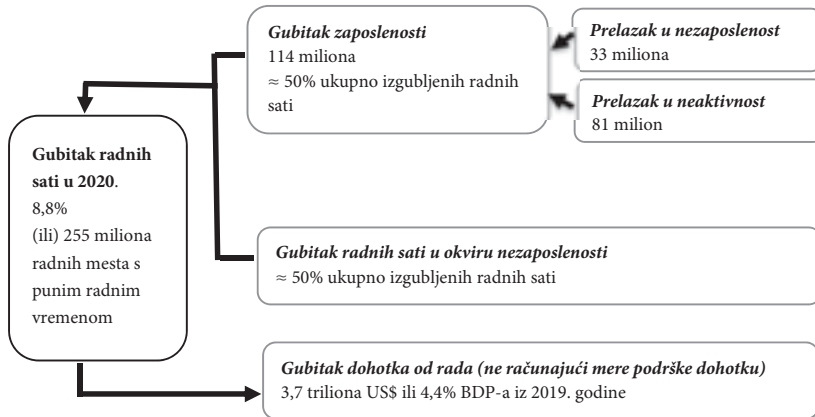 Gubitak zaposlenosti
114 miliona
≈ 50% ukupno izgubljenih radnih
sati
Prelazak u nezaposlenost
33 miliona
Prelazak u neaktivnost
81 milion
Gubitak radnih
sati u 2020.
8,8%
(ili) 255 miliona
radnih mesta s
punim radnim
vremenom
Gubitak radnih sati u okviru nezaposlenosti
≈ 50% ukupno izgubljenih radnih sati
Gubitak dohotka od rada (ne računajući mere podrške dohotku)
3,7 triliona US$ ili 4,4% BDP-a iz 2019. godine